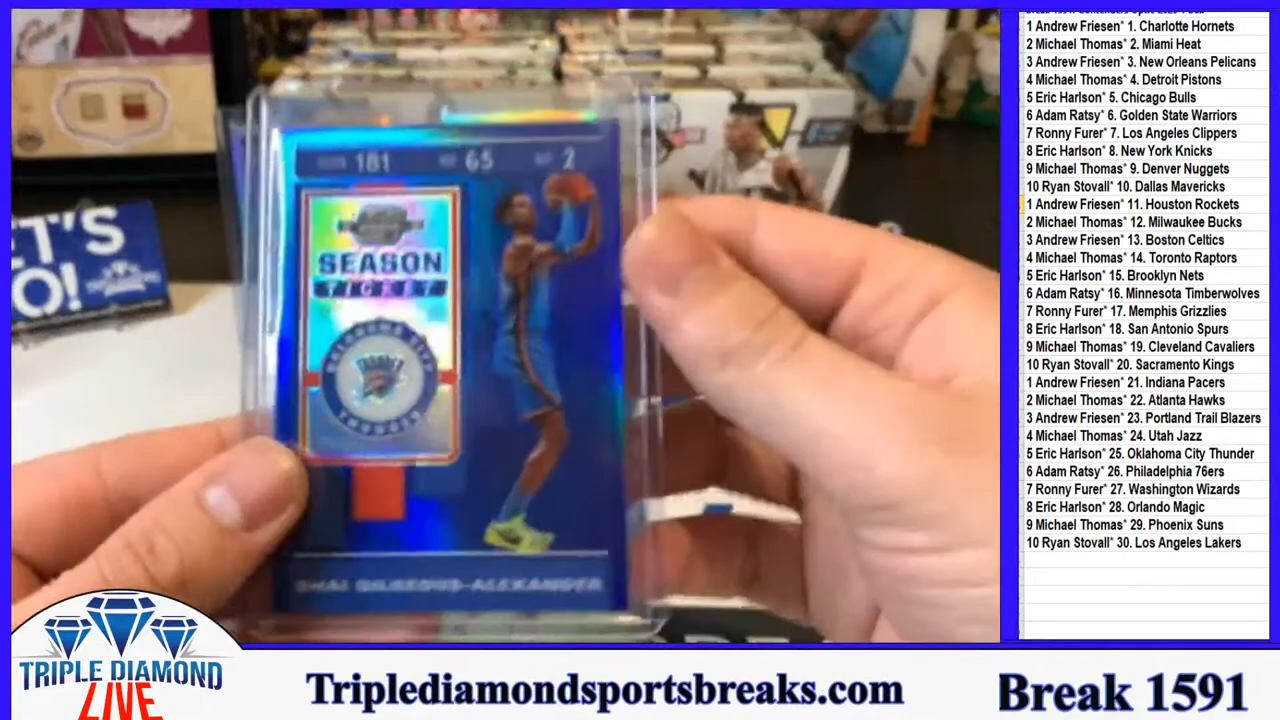 ET'S
O!
181 65 2
SEASON
TICKET
OKLAHOMA CITY
THUNDER
SHAI GILGEOUS-ALEXANDER
1 Andrew Friesen* 1. Charlotte Hornets
2 Michael Thomas* 2. Miami Heat
3 Andrew Friesen* 3. New Orleans Pelicans
4 Michael Thomas* 4. Detroit Pistons
5 Eric Harlson* 5. Chicago Bulls
6 Adam Ratsy* 6. Golden State Warriors
7 Ronny Furer* 7. Los Angeles Clippers
8 Eric Harlson* 8. New York Knicks
9 Michael Thomas* 9. Denver Nuggets
10 Ryan Stovall* 10. Dallas Mavericks
1 Andrew Friesen* 11. Houston Rockets
2 Michael Thomas* 12. Milwaukee Bucks
3 Andrew Friesen* 13. Boston Celtics
4 Michael Thomas* 14. Toronto Raptors
5 Eric Harlson* 15. Brooklyn Nets
6 Adam Ratsy* 16. Minnesota Timberwolves
7 Ronny Furer* 17. Memphis Grizzlies
8 Eric Harlson* 18. San Antonio Spurs
9 Michael Thomas* 19. Cleveland Cavaliers
10 Ryan Stovall* 20. Sacramento Kings
1 Andrew Friesen* 21. Indiana Pacers
2 Michael Thomas* 22. Atlanta Hawks
3 Andrew Friesen* 23. Portland Trail Blazers
4 Michael Thomas* 24. Utah Jazz
5 Eric Harlson* 25. Oklahoma City Thunder
6 Adam Ratsy* 26. Philadelphia 76ers
7 Ronny Furer* 27. Washington Wizards
8 Eric Harlson* 28. Orlando Magic
9 Michael Thomas* 29. Phoenix Suns
10 Ryan Stovall* 30. Los Angeles Lakers
TRIPLE DIAMOND
LIVE
Triplediamondsportsbreaks.com
Break 1591